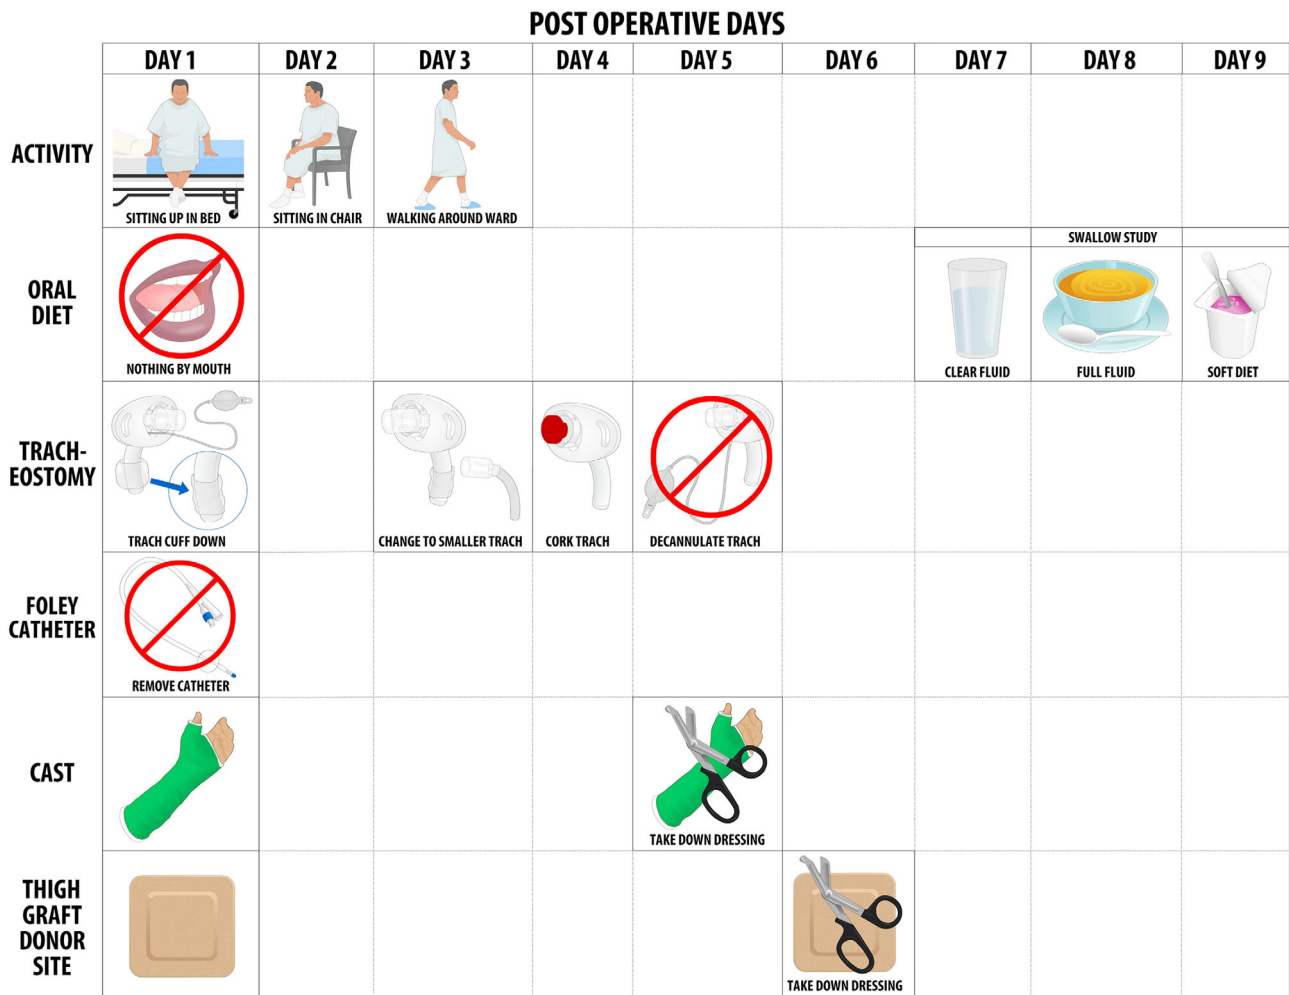 POST OPERATIVE DAYS
DAY 1
DAY 2
DAY 3
DAY 4
DAY 5
DAY 6
DAY 7
DAY 8
DAY 9
ACTIVITY
SITTING UP IN BED
SITTING IN CHAIR
WALKING AROUND WARD
ORAL
DIET
NOTHING BY MOUTH
SWALLOW STUDY
CLEAR FLUID
FULL FLUID
SOFT DIET
TRACH-
EOSTOMY
TRACH CUFF DOWN
CHANGE TO SMALLER TRACH
CORK TRACH
DECANNULATE TRACH
FOLEY
CATHETER
REMOVE CATHETER
CAST
TAKE DOWN DRESSING
THIGH
GRAFT
DONOR
SITE
TAKE DOWN DRESSING